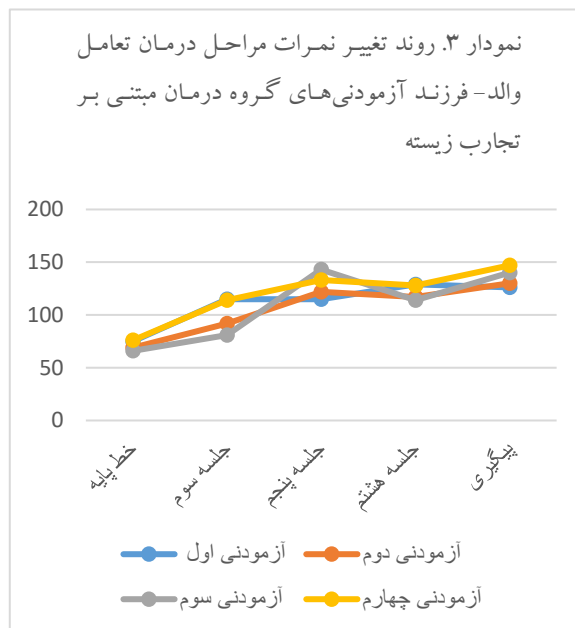 نمودار ۳. روند تغییر نمرات مراحل درمان تعامل
والد- فرزند آزمودنی‌های گروه درمان مبتنی بر
تجارب زیسته
200
150
100
50
0
خط پایه
جلسه سوم
جلسه پنجم
جلسه هشتم
پیگیری
آزمودنی اول
آزمودنی دوم
آزمودنی سوم
آزمودنی چهارم